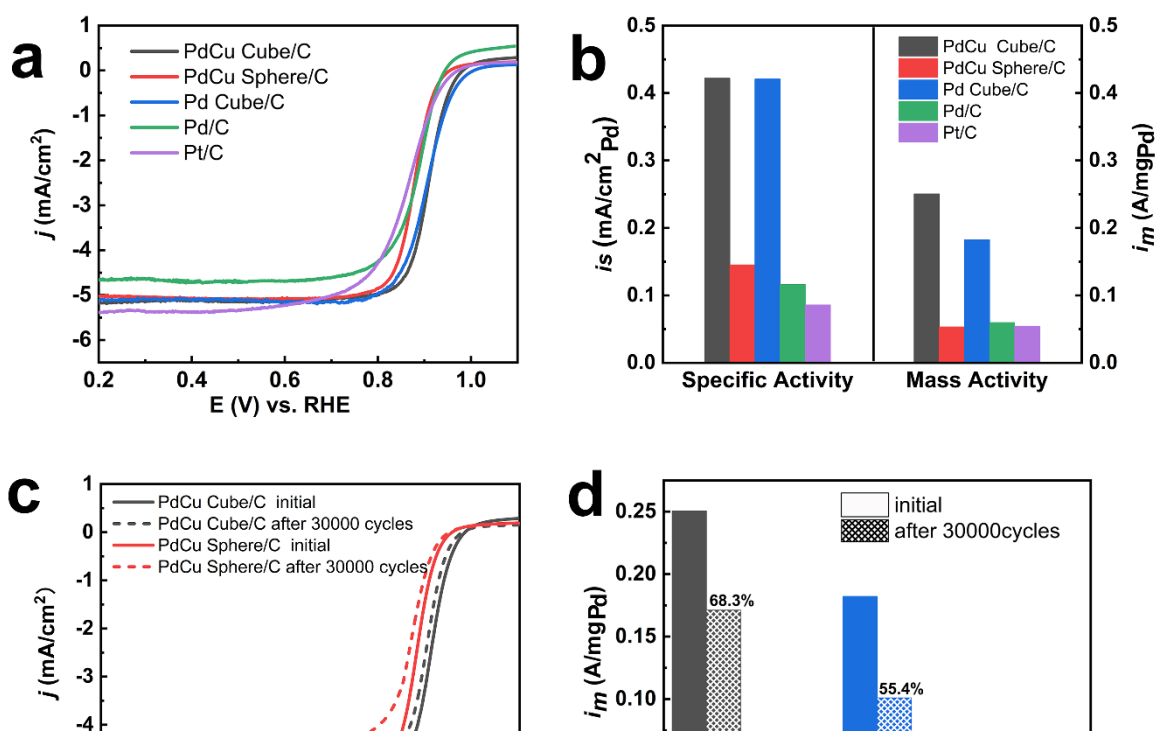 a
1
0
-1
-2
-3
-4
-5
-6
j (mA/cm²)
PdCu Cube/C
PdCu Sphere/C
Pd Cube/C
Pd/C
Pt/C
0.2 0.4 0.6 0.8 1.0
E (V) vs. RHE
b
0.5
0.4
0.3
0.2
0.1
0.0
is (mA/cm²Pd)
PdCu Cube/C
PdCu Sphere/C
Pd Cube/C
Pd/C
Pt/C
0.5
0.4
0.3
0.2
0.1
0.0
im (A/mgPd)
Specific Activity Mass Activity
c
1
0
-1
-2
-3
-4
j (mA/cm²)
PdCu Cube/C initial
PdCu Cube/C after 30000 cycles
PdCu Sphere/C initial
PdCu Sphere/C after 30000 cycles
d
0.25
0.20
0.15
0.10
im (A/mgPd)
initial
after 30000cycles
68.3%
55.4%